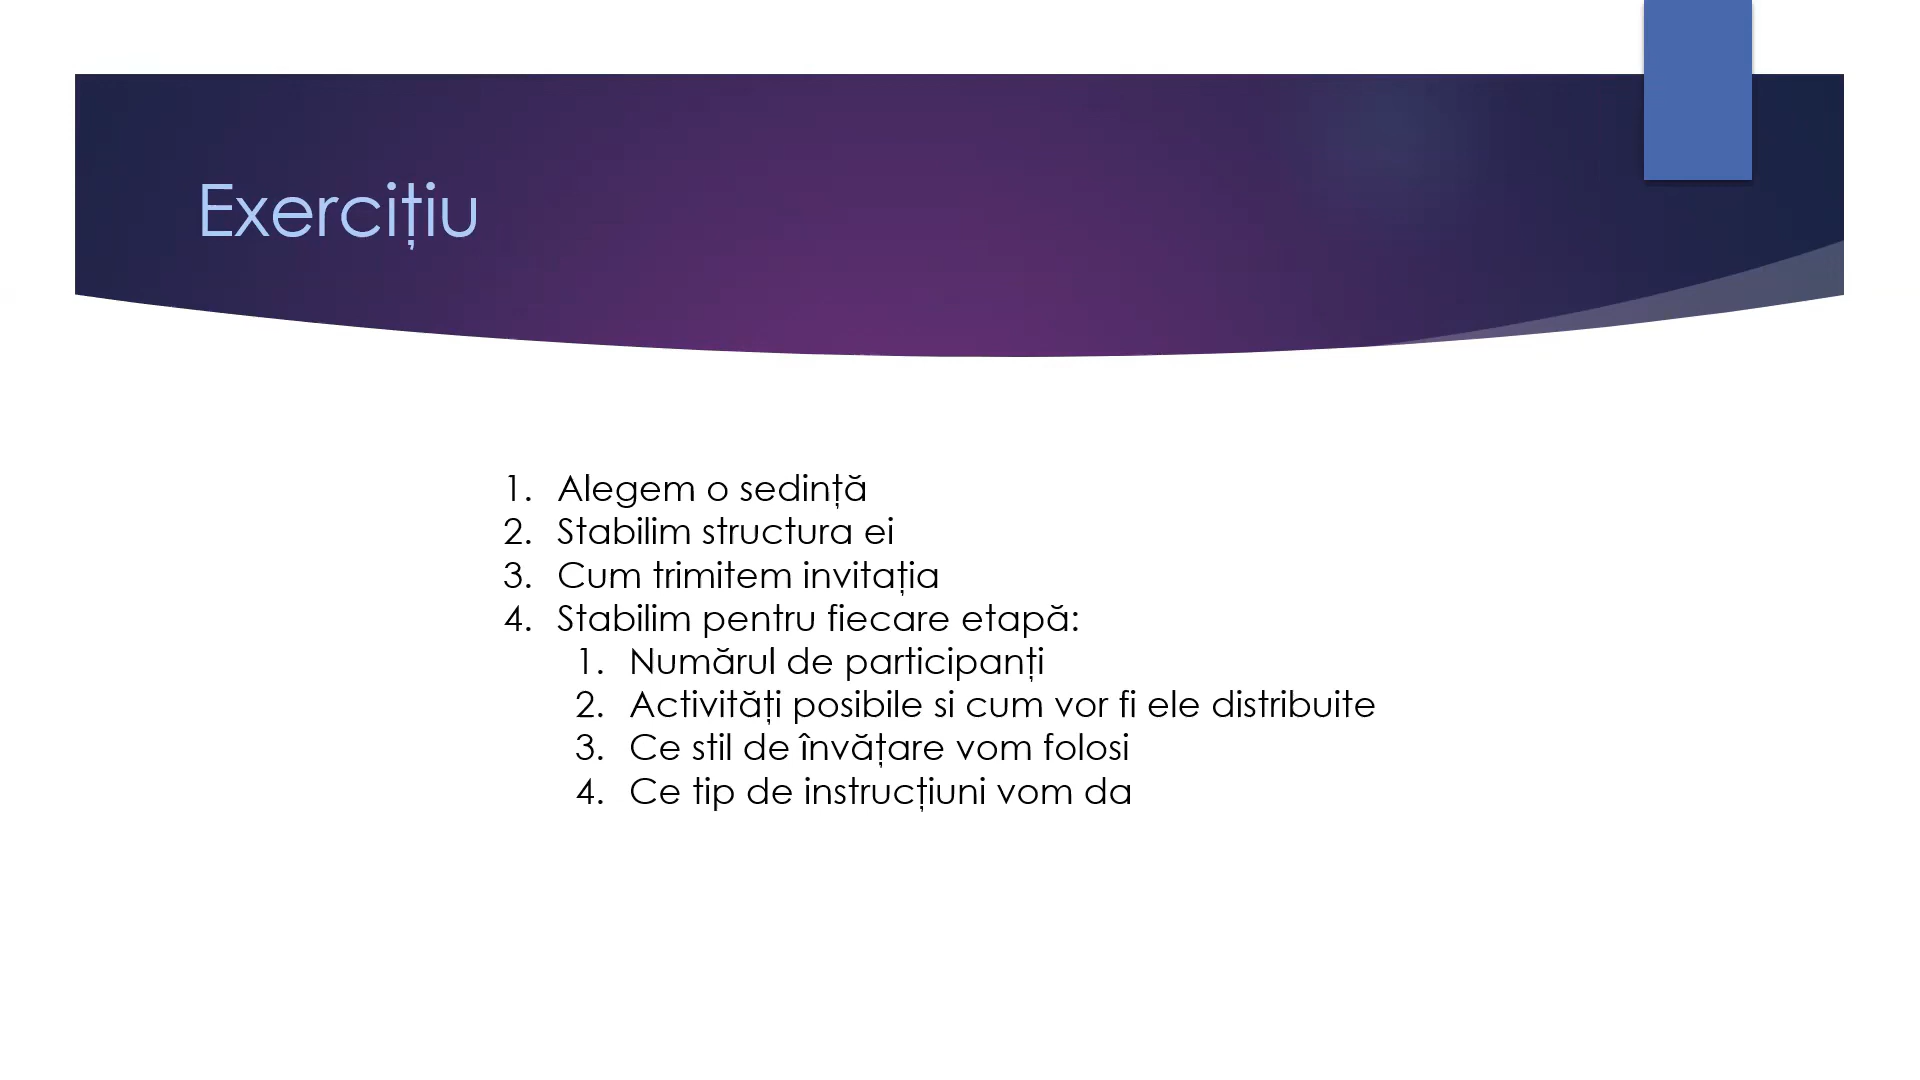 Exercițiu
1. Alegem o sedință
2. Stabilim structura ei
3. Cum trimitem invitația
4. Stabilim pentru fiecare etapă:
1. Numărul de participanți
2. Activități posibile si cum vor fi ele distribuite
3. Ce stil de învățare vom folosi
4. Ce tip de instrucțiuni vom da